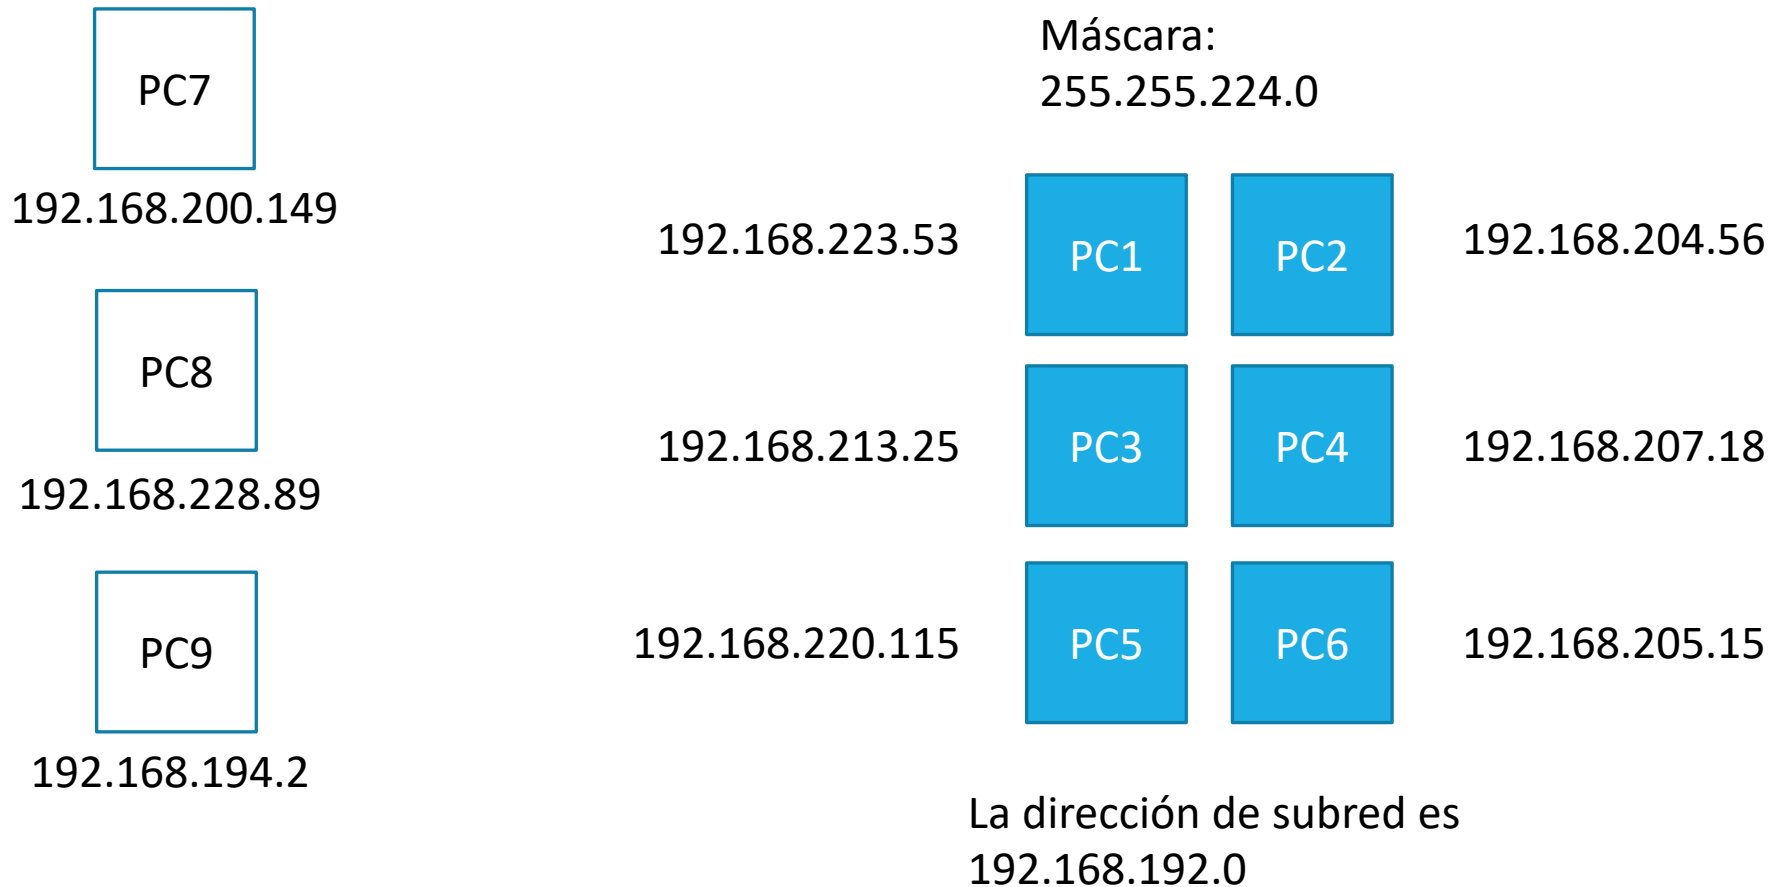 PC7
192.168.200.149
PC8
192.168.228.89
PC9
192.168.194.2
Máscara:
255.255.224.0
192.168.223.53
PC1
PC2
192.168.204.56
192.168.213.25
PC3
PC4
192.168.207.18
192.168.220.115
PC5
PC6
192.168.205.15
La dirección de subred es
192.168.192.0